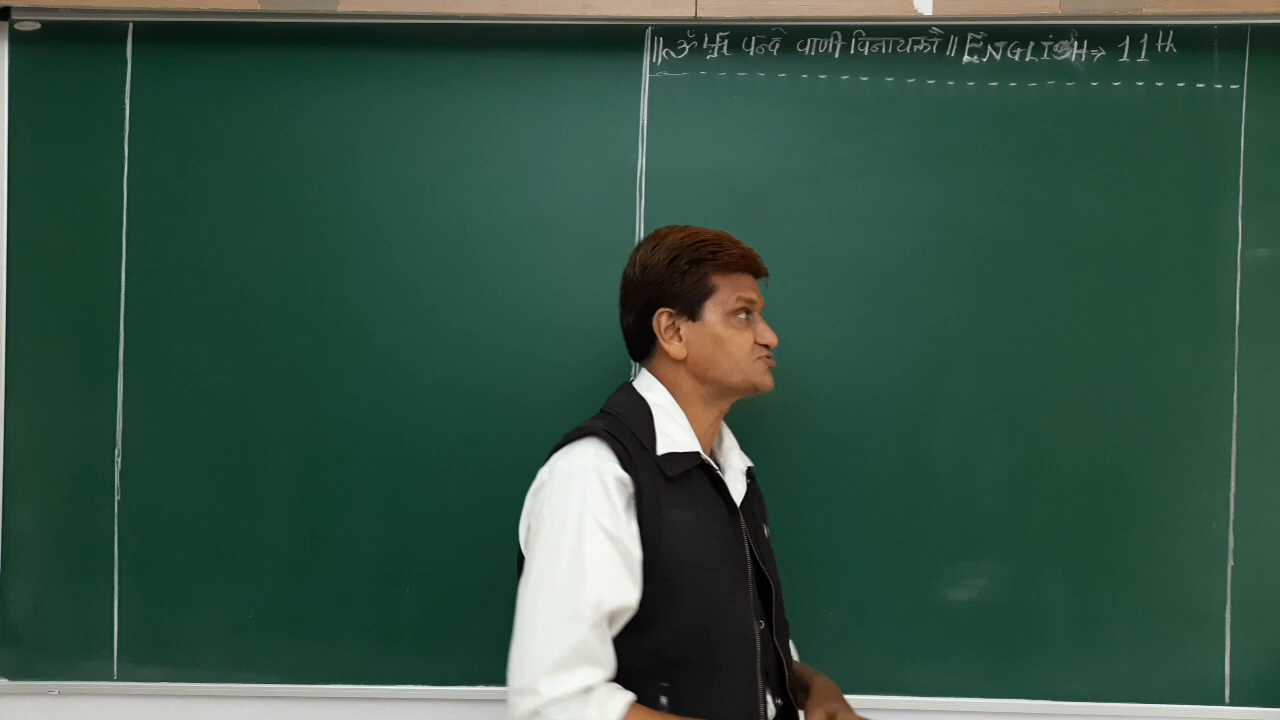 ॥ ॐ 卐 वन्दे वाणी विनायकौ ॥ ENGLISH → 11th